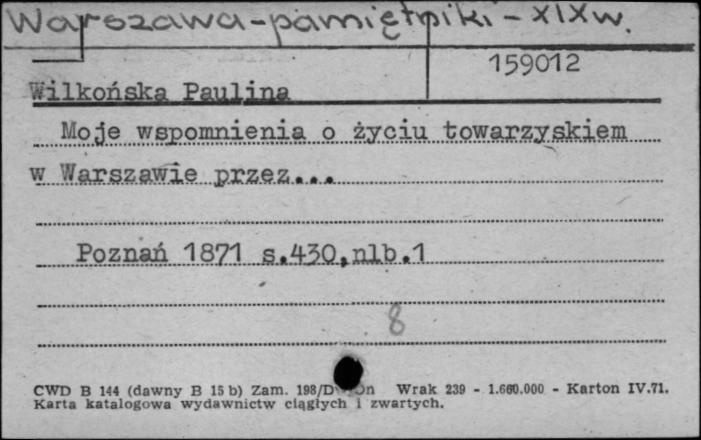 Warszawa-pamiętniki-XIXw.
159012
Wilkońska Paulina
Moje wspomnienia o życiu towarzyskiem
w Warszawie przez...
Poznań 1871 s.430,nlb.1
8
CWD B 144 (dawny B 15 b) Zam. 198/D Wrak 239 - 1.660.000 - Karton IV.71.
Karta katalogowa wydawnictw ciągłych i zwartych.